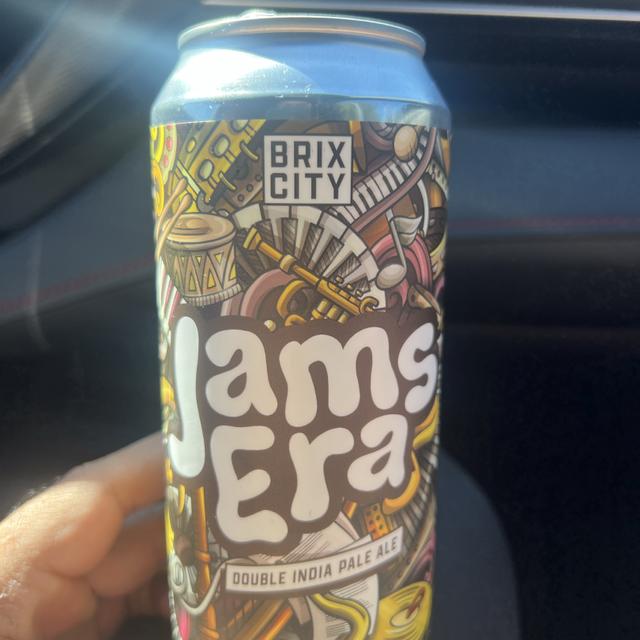 BRIX
CITY
Jams
Era
DOUBLE INDIA PALE ALE